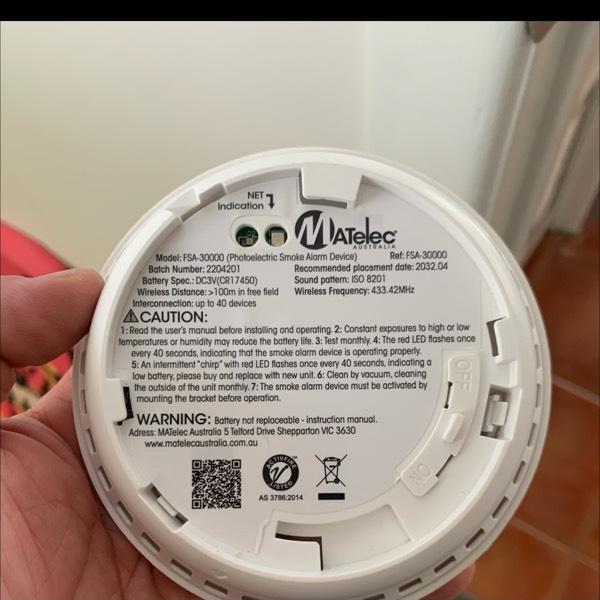 NET
Indication
MATelec
AUSTRALIA
Model: FSA-30000 (Photoelectric Smoke Alarm Device) Ref: FSA-30000
Batch Number: 2204201 Recommended placement date: 2032.04
Battery Spec.: DC3V(CR17450) Sound pattern: ISO 8201
Wireless Distance: >100m in free field Wireless Frequency: 433.42MHz
Interconnection: up to 40 devices
CAUTION:
1: Read the user's manual before installing and operating. 2: Constant exposures to high or low
temperatures or humidity may reduce the battery life. 3: Test monthly. 4: The red LED flashes once
every 40 seconds, indicating that the smoke alarm device is operating properly.
5: An intermittent "chirp" with red LED flashes once every 40 seconds, indicating a
low battery, please buy and replace with new unit. 6: Clean by vacuum, cleaning
the outside of the unit monthly. 7: The smoke alarm device must be activated by
mounting the bracket before operation.
OFF
ON
WARNING: Battery not replaceable - instruction manual.
Adress: MATelec Australia 5 Telford Drive Shepparton VIC 3630
www.matelecaustralia.com.au
ACTIVFIRE
LISTED
AS 3786:2014